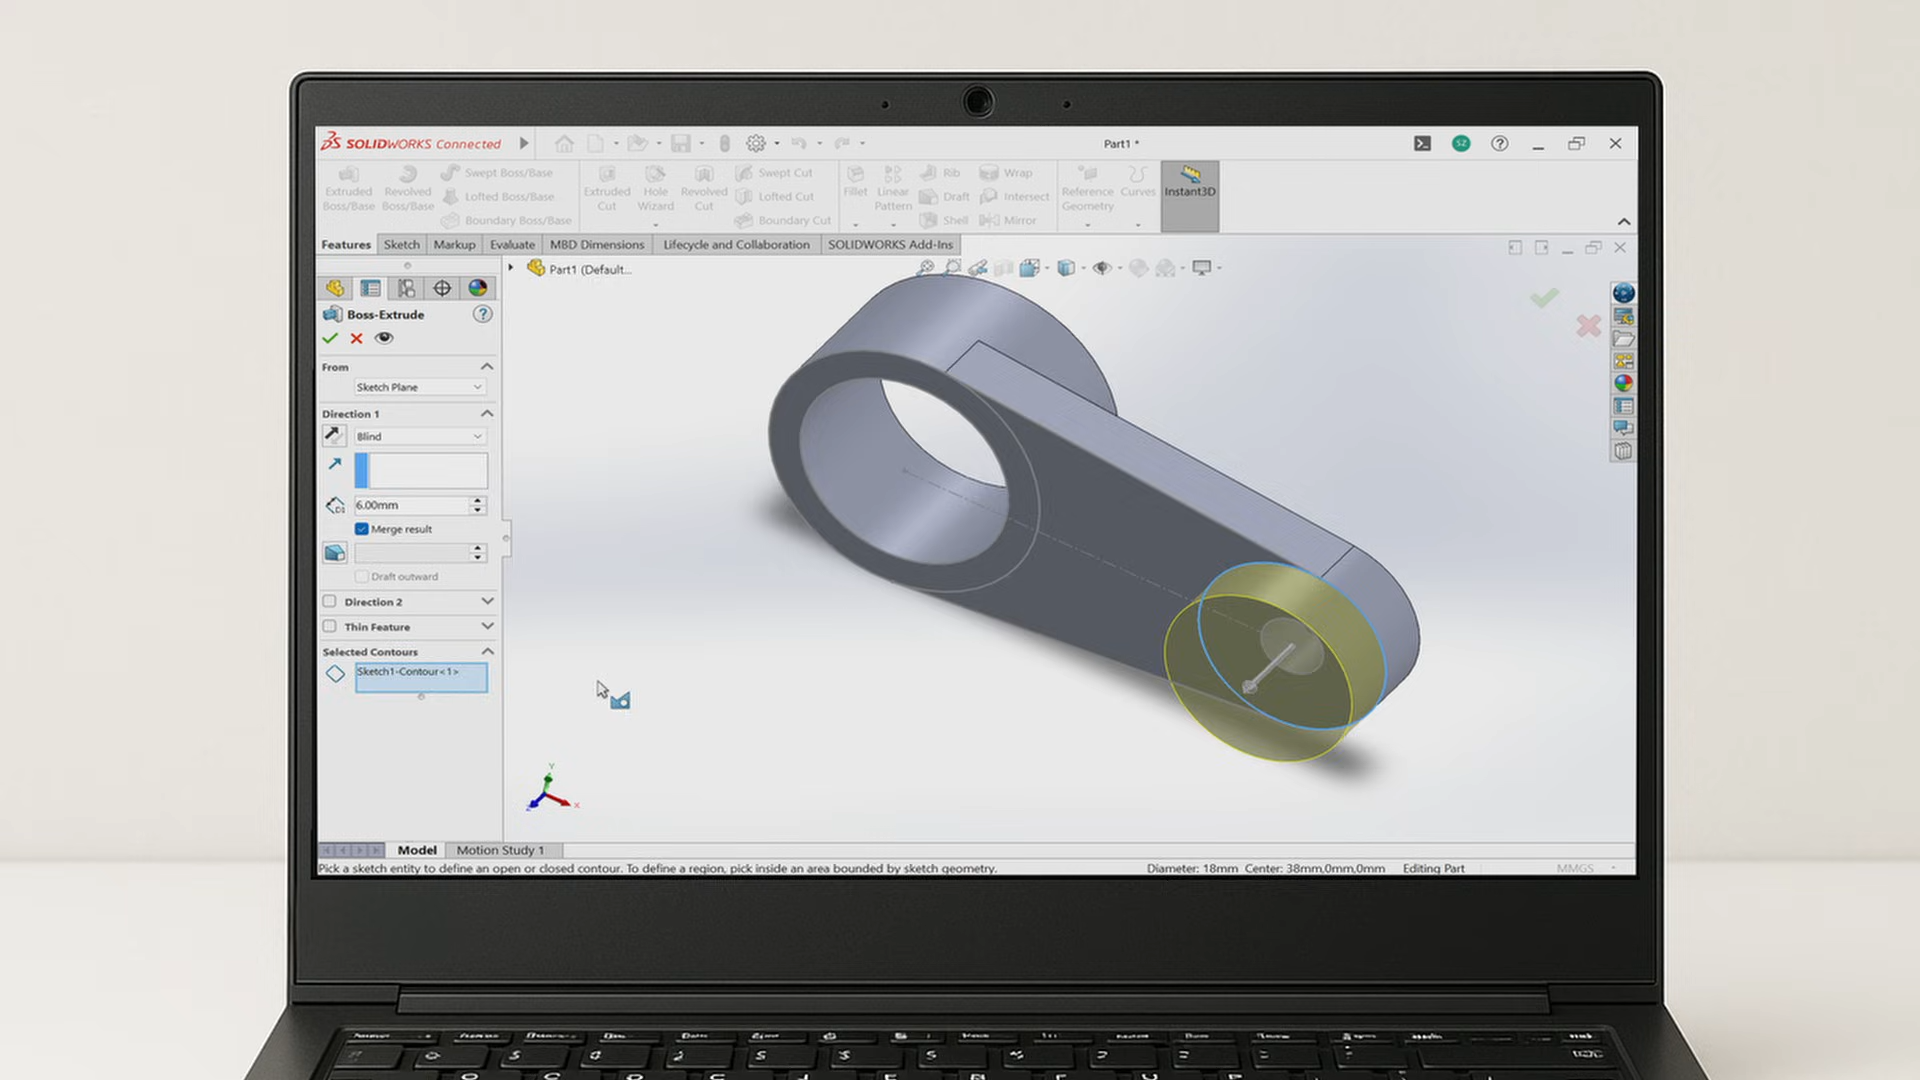 SOLIDWORKS Connected
Part1 *
SZ
Extruded Boss/Base
Revolved Boss/Base
Swept Boss/Base
Lofted Boss/Base
Boundary Boss/Base
Extruded Cut
Hole Wizard
Revolved Cut
Swept Cut
Lofted Cut
Boundary Cut
Fillet
Linear Pattern
Rib
Draft
Shell
Wrap
Intersect
Mirror
Reference Geometry
Curves
Instant3D
Features
Sketch
Markup
Evaluate
MBD Dimensions
Lifecycle and Collaboration
SOLIDWORKS Add-Ins
Part1 (Default...
Boss-Extrude
From
Sketch Plane
Direction 1
Blind
6.00mm
Merge result
Draft outward
Direction 2
Thin Feature
Selected Contours
Sketch1-Contour<1>
Y
X
Z
Model
Motion Study 1
Pick a sketch entity to define an open or closed contour. To define a region, pick inside an area bounded by sketch geometry.
Diameter: 18mm Center: 38mm,0mm,0mm
Editing Part
MMGS